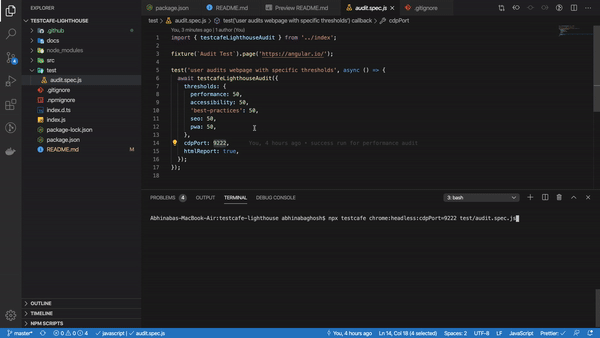 EXPLORER
TESTCAFE-LIGHTHOUSE
.github
docs
node_modules
src
test
audit.spec.js
.gitignore
.npmignore
index.d.ts
index.js
package-lock.json
package.json
README.md
M
OUTLINE
TIMELINE
NPM SCRIPTS
package.json
README.md
Preview README.md
audit.spec.js
.gitignore
test > audit.spec.js > test('user audits webpage with specific thresholds') callback > cdpPort
You, 3 minutes ago | 1 author (You)
1 import { testcafeLighthouseAudit } from '../index';
2
3 fixture(`Audit Test`).page('https://angular.io/');
4
5 test('user audits webpage with specific thresholds', async () => {
6 await testcafeLighthouseAudit({
7 thresholds: {
8 performance: 50,
9 accessibility: 50,
10 'best-practices': 50,
11 seo: 50,
12 pwa: 50,
13 },
14 cdpPort: 9222, You, 4 hours ago • success run for performance audit
15 htmlReport: true,
16 });
17 });
18
PROBLEMS 4 OUTPUT TERMINAL DEBUG CONSOLE 3: bash
Abhinabas-MacBook-Air:testcafe-lighthouse abhinabaghosh$ npx testcafe chrome:headless:cdpPort=9222 test/audit.spec.js
master* 0 0 4 javascript | audit.spec.js You, 4 hours ago Ln 14, Col 18 (4 selected) Spaces: 2 UTF-8 LF JavaScript Prettier: